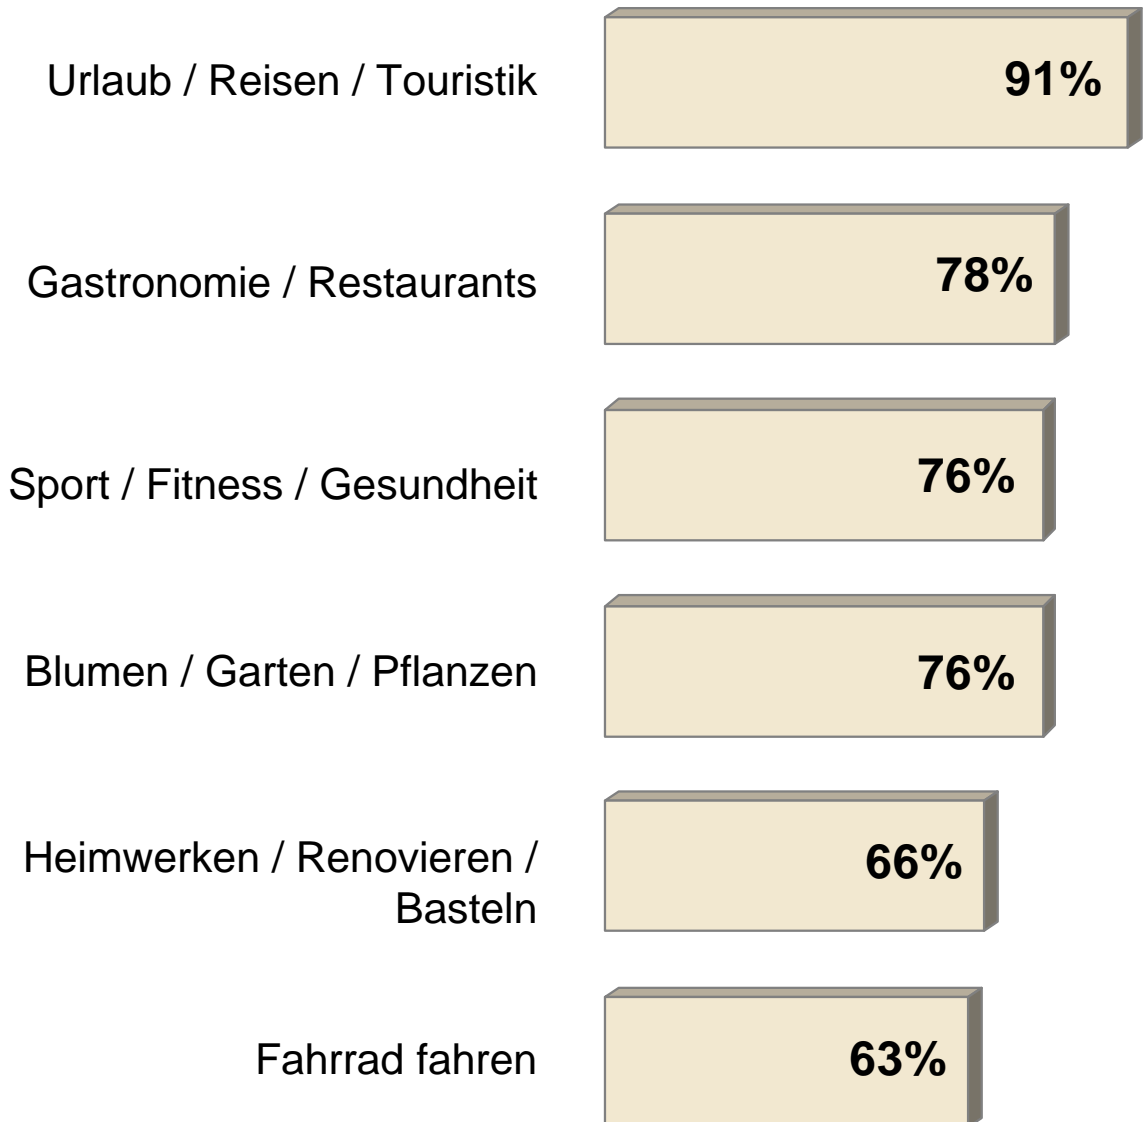 Urlaub / Reisen / Touristik 91%
Gastronomie / Restaurants 78%
Sport / Fitness / Gesundheit 76%
Blumen / Garten / Pflanzen 76%
Heimwerken / Renovieren /
Basteln 66%
Fahrrad fahren 63%